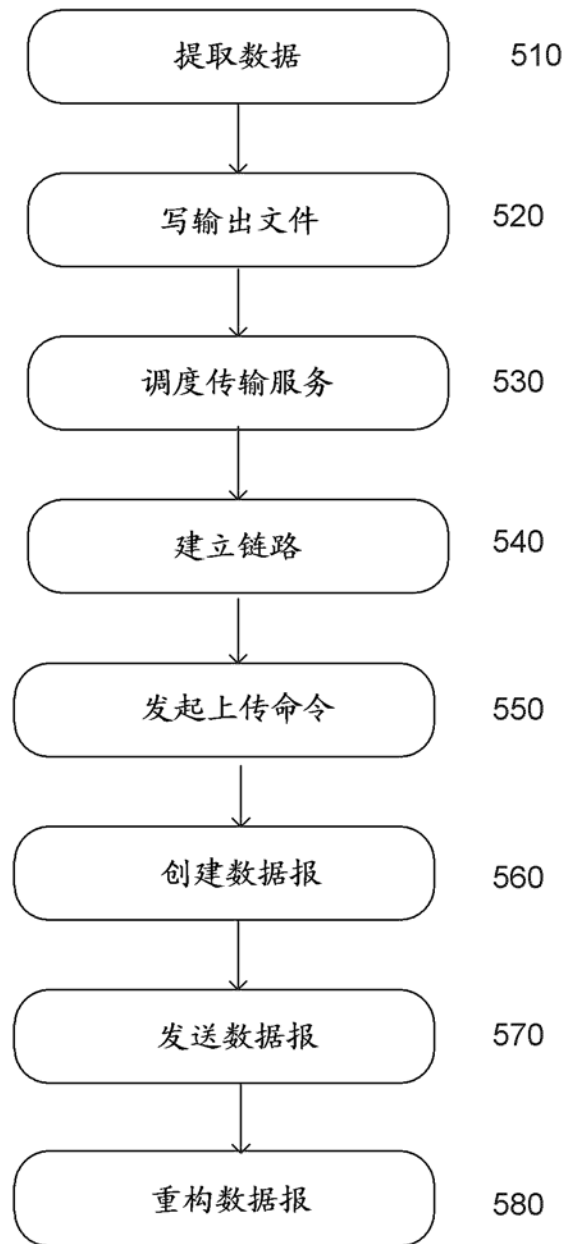 提取数据 510
写输出文件 520
调度传输服务 530
建立链路 540
发起上传命令 550
创建数据报 560
发送数据报 570
重构数据报 580